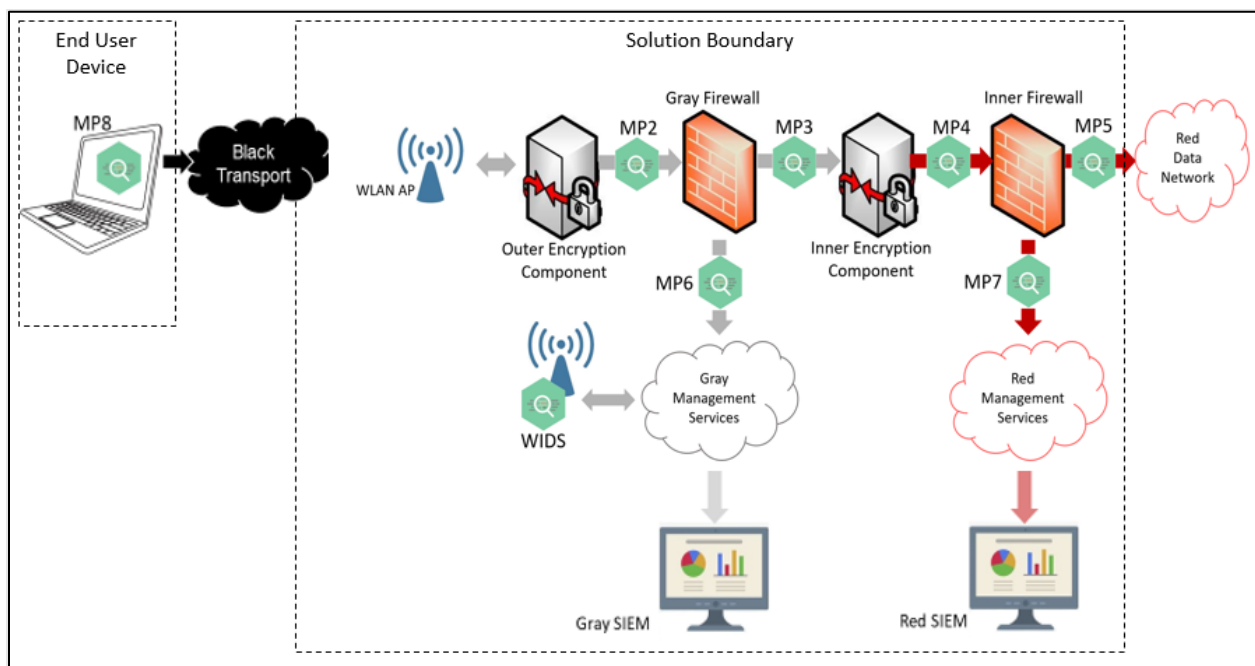 End User
Device
Solution Boundary
MP8
Black
Transport
WLAN AP
Outer Encryption
Component
MP2
Gray Firewall
MP3
Inner Encryption
Component
MP4
Inner Firewall
MP5
Red
Data
Network
MP6
MP7
WIDS
Gray
Management
Services
Red
Management
Services
Gray SIEM
Red SIEM